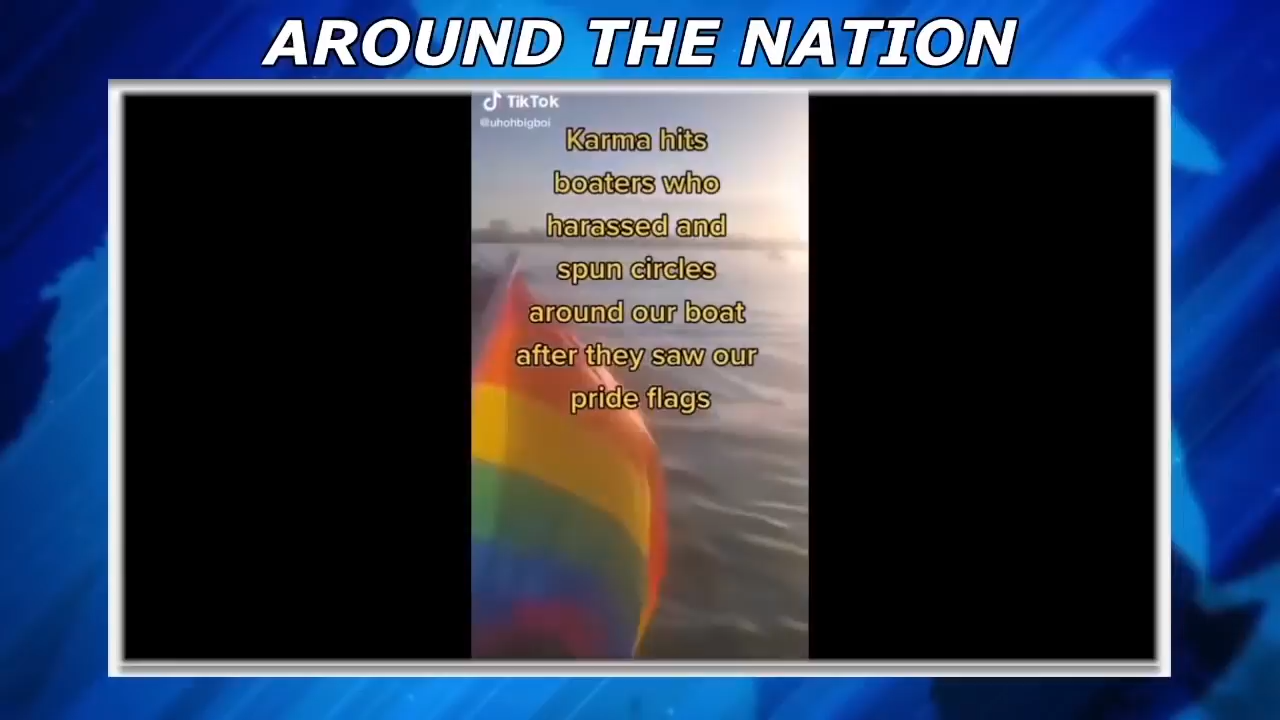 AROUND THE NATION
TikTok
@uhohbigboi
Karma hits
boaters who
harassed and
spun circles
around our boat
after they saw our
pride flags